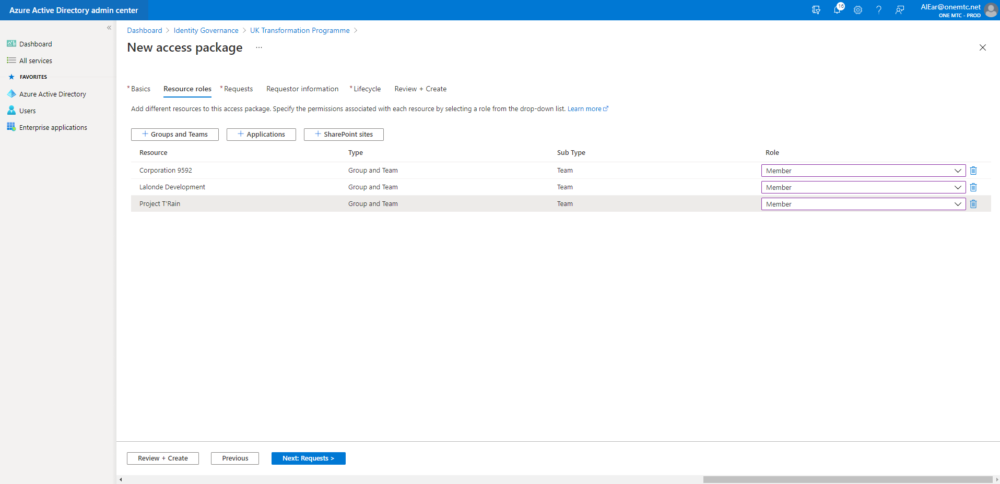 Azure Active Directory admin center
16
AlEar@onemtc.net
ONE MTC - PROD
Dashboard
All services
FAVORITES
Azure Active Directory
Users
Enterprise applications
Dashboard > Identity Governance > UK Transformation Programme >
New access package ...
* Basics Resource roles * Requests Requestor information * Lifecycle Review + Create
Add different resources to this access package. Specify the permissions associated with each resource by selecting a role from the drop-down list. Learn more
+ Groups and Teams + Applications + SharePoint sites
Resource Type Sub Type Role
Corporation 9592 Group and Team Team Member
Lalonde Development Group and Team Team Member
Project T'Rain Group and Team Team Member
Review + Create Previous Next: Requests >